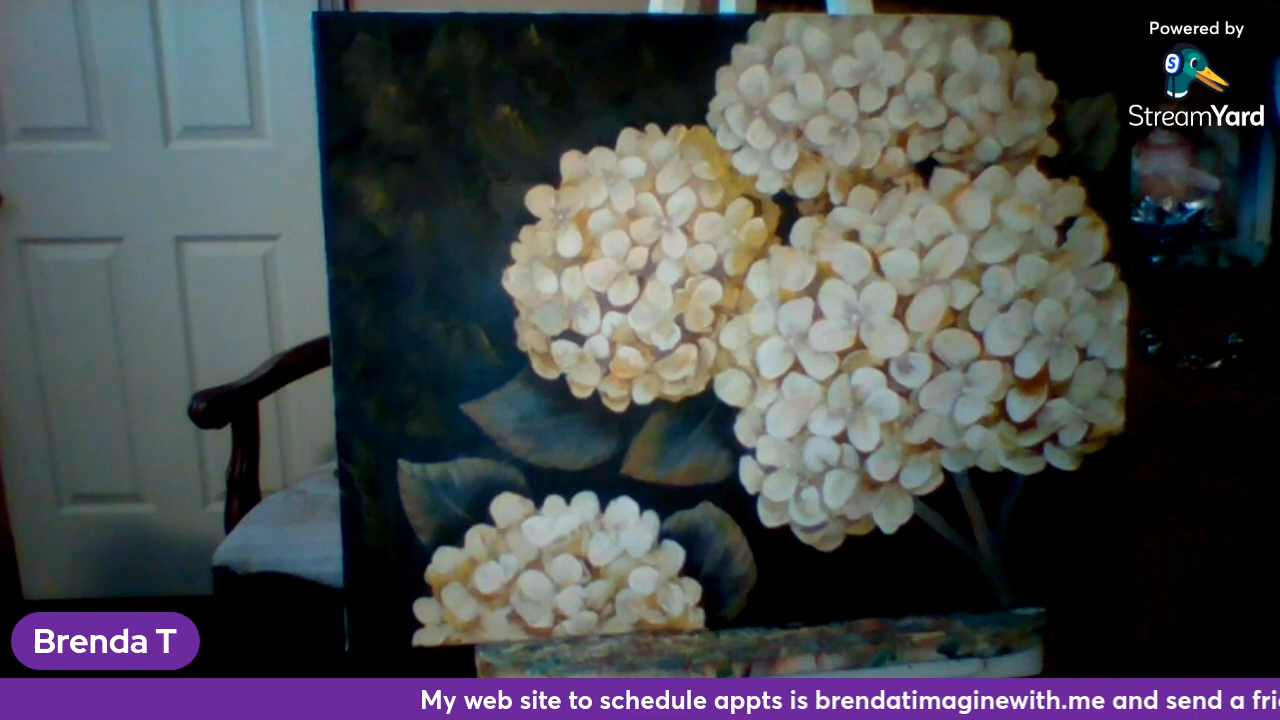 Powered by
StreamYard
Brenda T
My web site to schedule appts is brendatimaginewith.me and send a